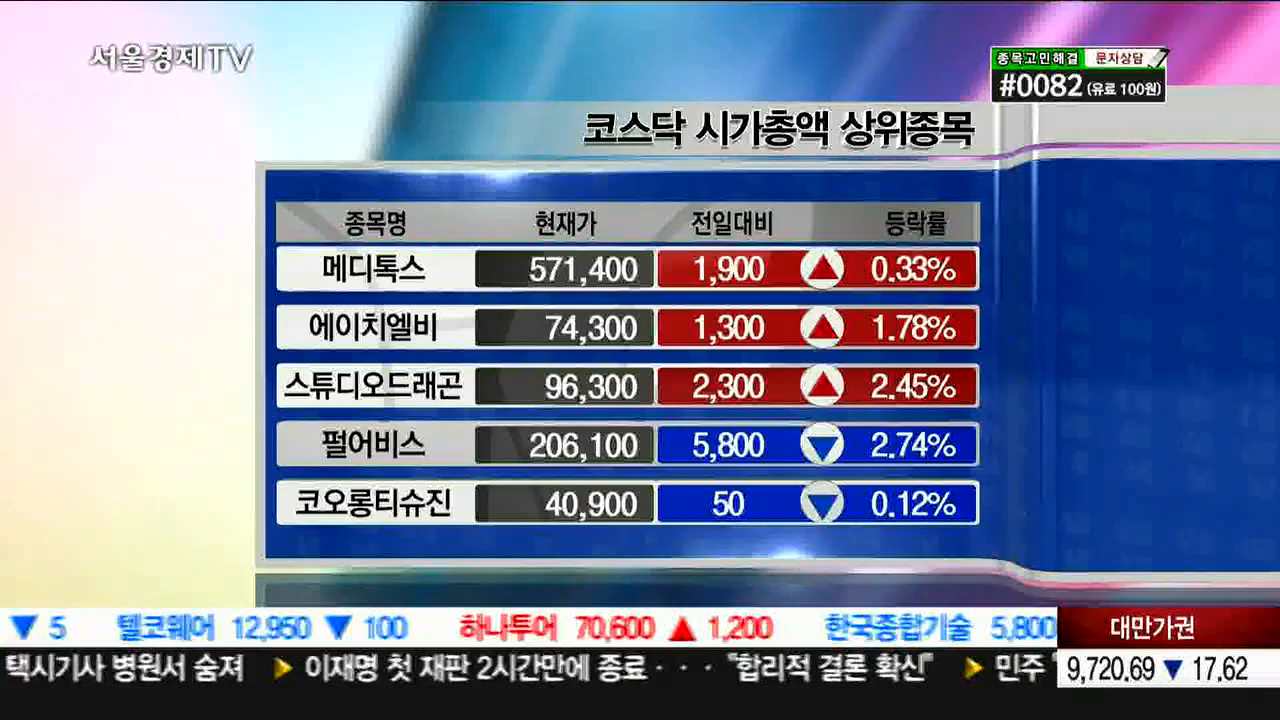 서울경제TV
종목고민해결 문자상담
#0082 (유료 100원)
코스닥 시가총액 상위종목
종목명 현재가 전일대비 등락률
메디톡스 571,400 1,900 ▲ 0.33%
에이치엘비 74,300 1,300 ▲ 1.78%
스튜디오드래곤 96,300 2,300 ▲ 2.45%
펄어비스 206,100 5,800 ▼ 2.74%
코오롱티슈진 40,900 50 ▼ 0.12%
▼ 5 텔코웨어 12,950 ▼ 100 하나투어 70,600 ▲ 1,200 한국종합기술 5,800 대만가권
택시기사 병원서 숨져 ▶ 이재명 첫 재판 2시간만에 종료··· "합리적 결론 확신" ▶ 민주 9,720.69 ▼ 17.62